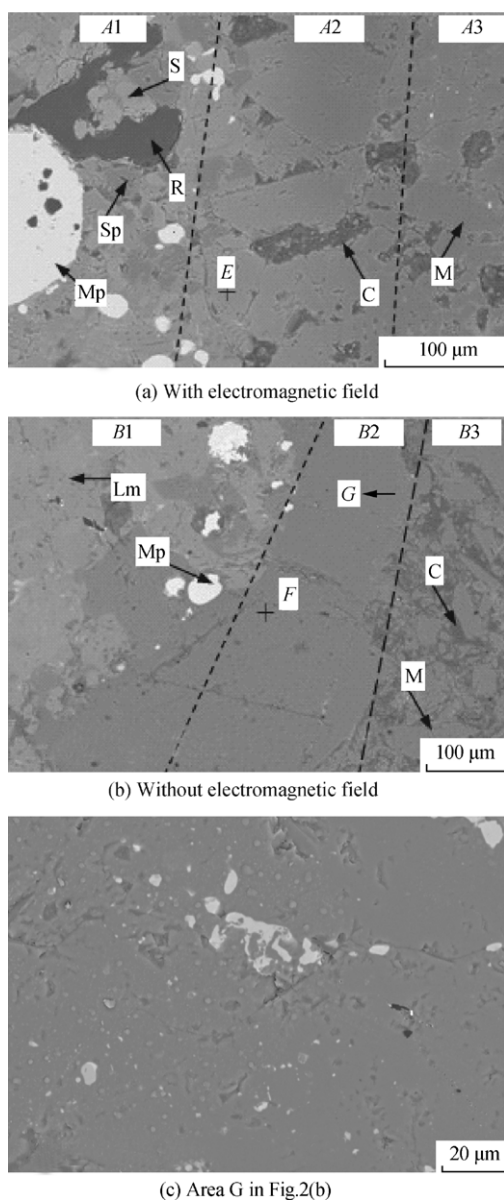 A1 A2 A3
S
R
Sp
E
Mp
C
M
100 μm
(a) With electromagnetic field
B1 B2 B3
Lm
G
Mp
C
F
M
100 μm
(b) Without electromagnetic field
20 μm
(c) Area G in Fig.2(b)